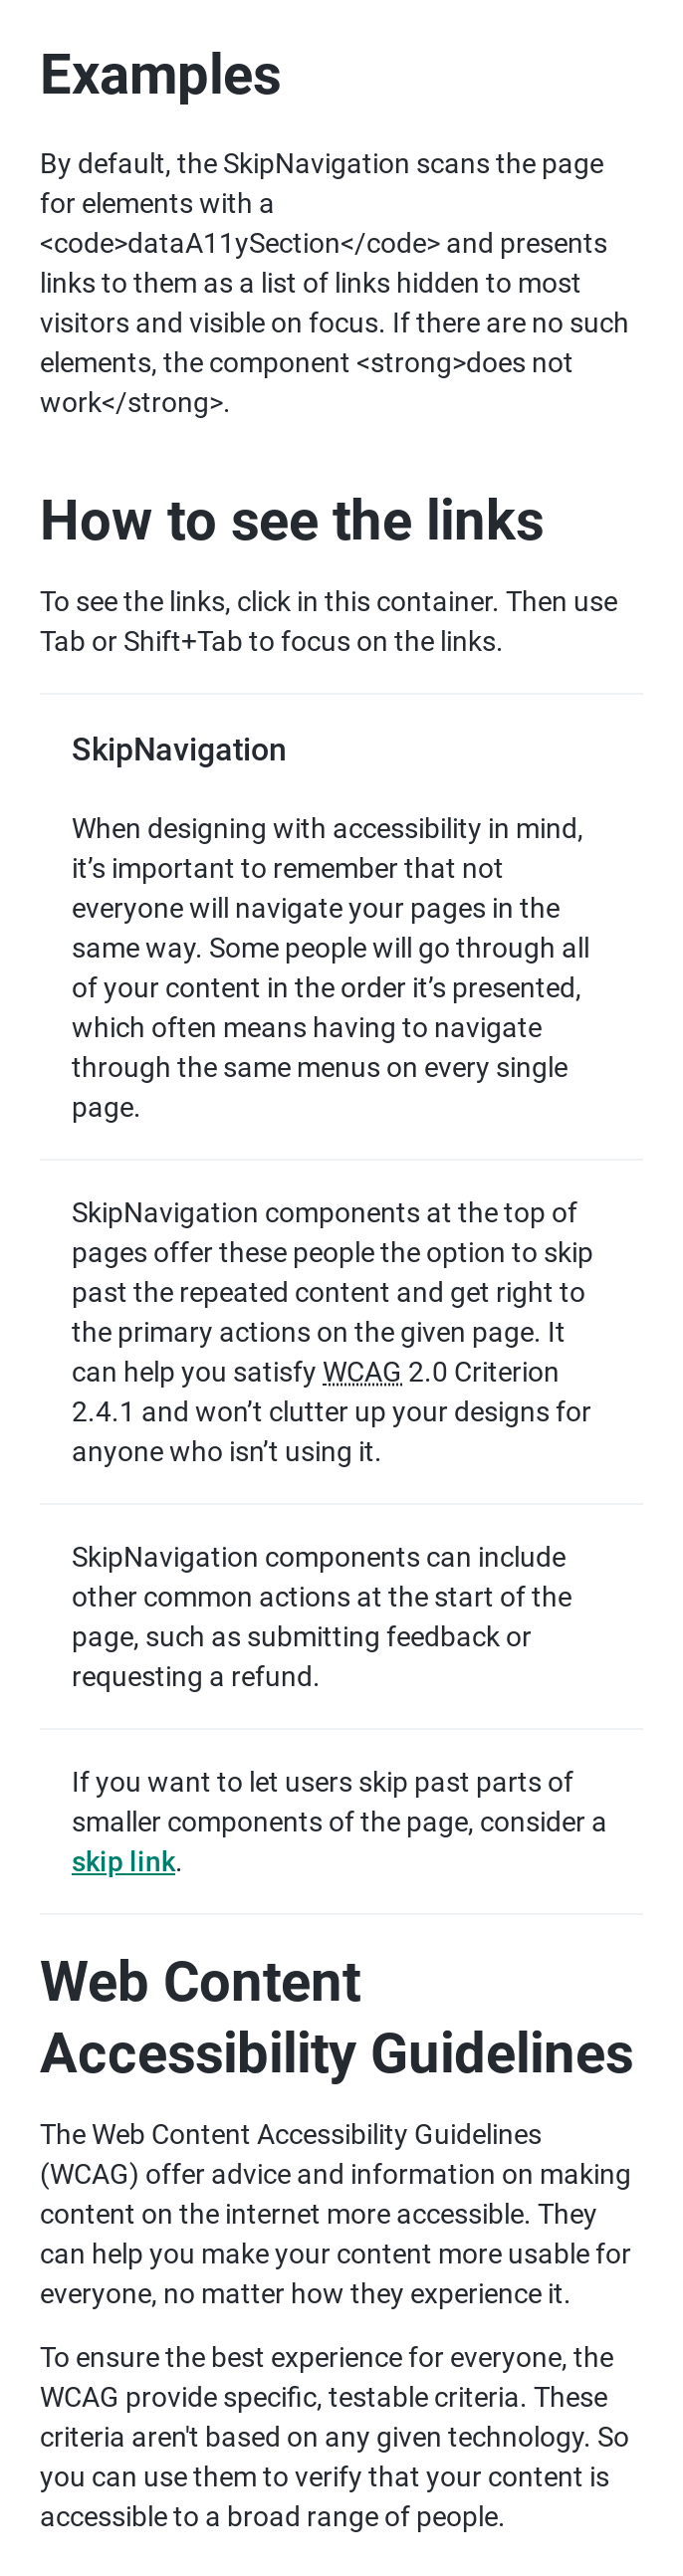 Examples
By default, the SkipNavigation scans the page
for elements with a
<code>dataA11ySection</code> and presents
links to them as a list of links hidden to most
visitors and visible on focus. If there are no such
elements, the component <strong>does not
work</strong>.
How to see the links
To see the links, click in this container. Then use
Tab or Shift+Tab to focus on the links.
SkipNavigation
When designing with accessibility in mind,
it’s important to remember that not
everyone will navigate your pages in the
same way. Some people will go through all
of your content in the order it’s presented,
which often means having to navigate
through the same menus on every single
page.
SkipNavigation components at the top of
pages offer these people the option to skip
past the repeated content and get right to
the primary actions on the given page. It
can help you satisfy WCAG 2.0 Criterion
2.4.1 and won’t clutter up your designs for
anyone who isn’t using it.
SkipNavigation components can include
other common actions at the start of the
page, such as submitting feedback or
requesting a refund.
If you want to let users skip past parts of
smaller components of the page, consider a
skip link.
Web Content
Accessibility Guidelines
The Web Content Accessibility Guidelines
(WCAG) offer advice and information on making
content on the internet more accessible. They
can help you make your content more usable for
everyone, no matter how they experience it.
To ensure the best experience for everyone, the
WCAG provide specific, testable criteria. These
criteria aren't based on any given technology. So
you can use them to verify that your content is
accessible to a broad range of people.